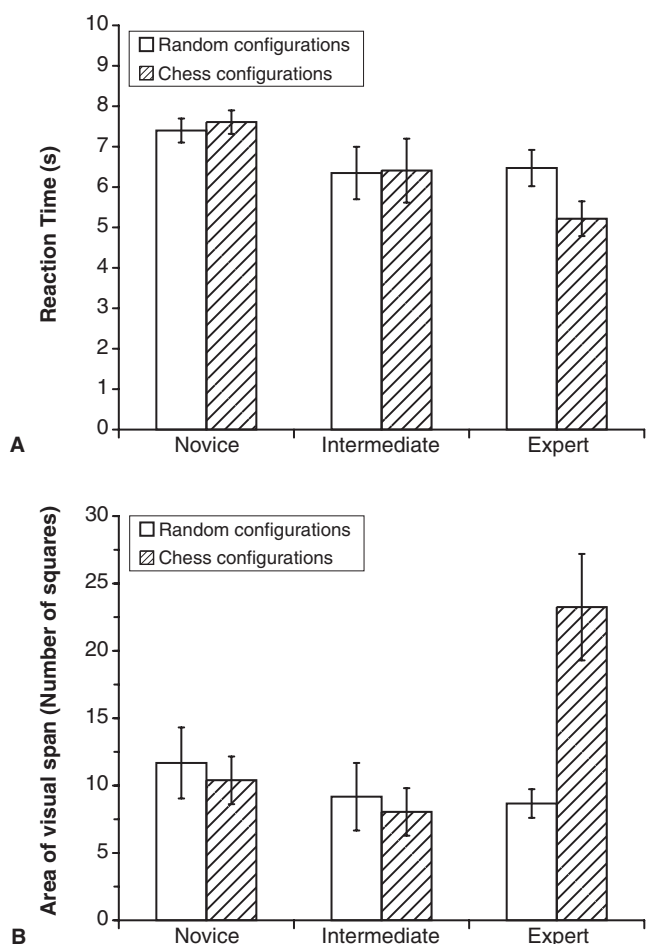 10
Random configurations
9
Chess configurations
8
7
6
5
4
3
2
1
0
Reaction Time (s)
Novice Intermediate Expert
A
30
Random configurations
Chess configurations
25
20
15
10
5
0
Area of visual span (Number of squares)
Novice Intermediate Expert
B